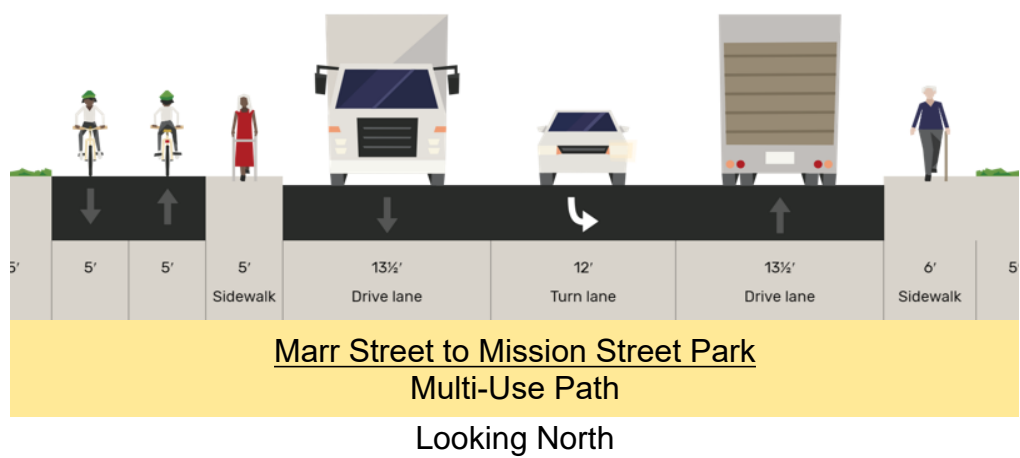 5′ 5′ 5′ 5′ 13½′ 12′ 13½′ 6′ 5′
Sidewalk Drive lane Turn lane Drive lane Sidewalk
Marr Street to Mission Street Park
Multi-Use Path
Looking North